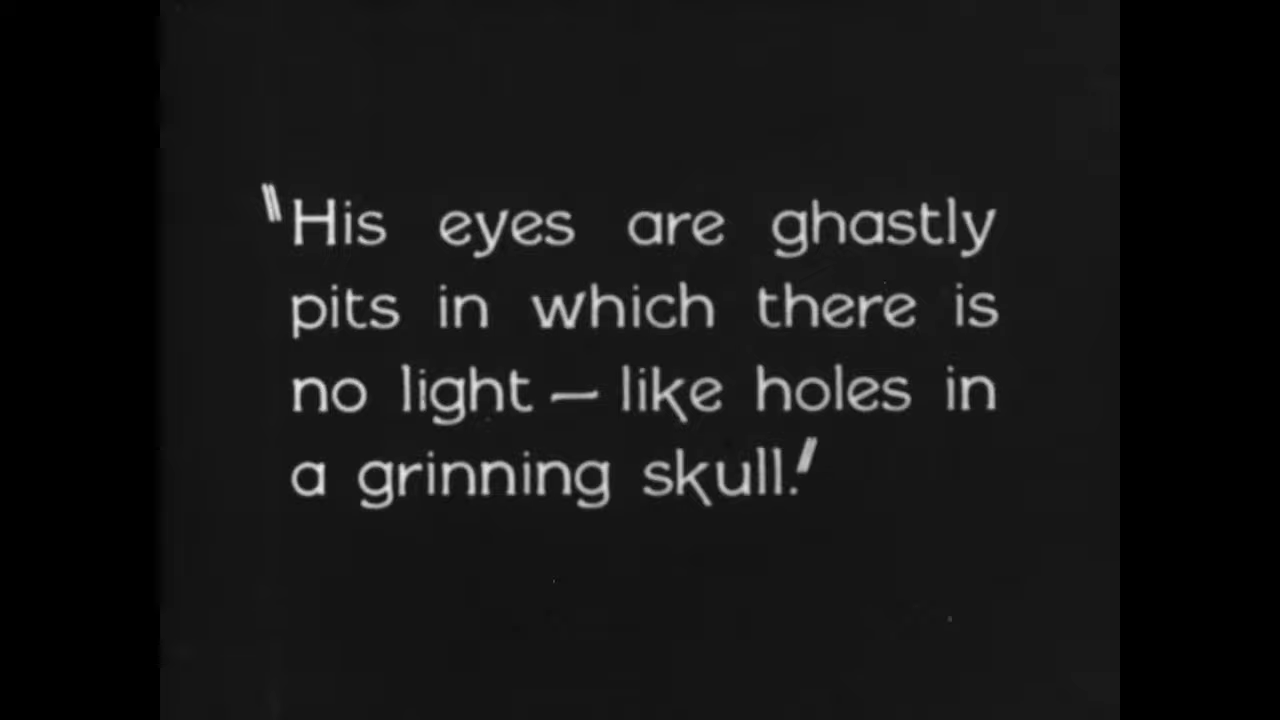 "His eyes are ghastly
pits in which there is
no light — like holes in
a grinning skull."